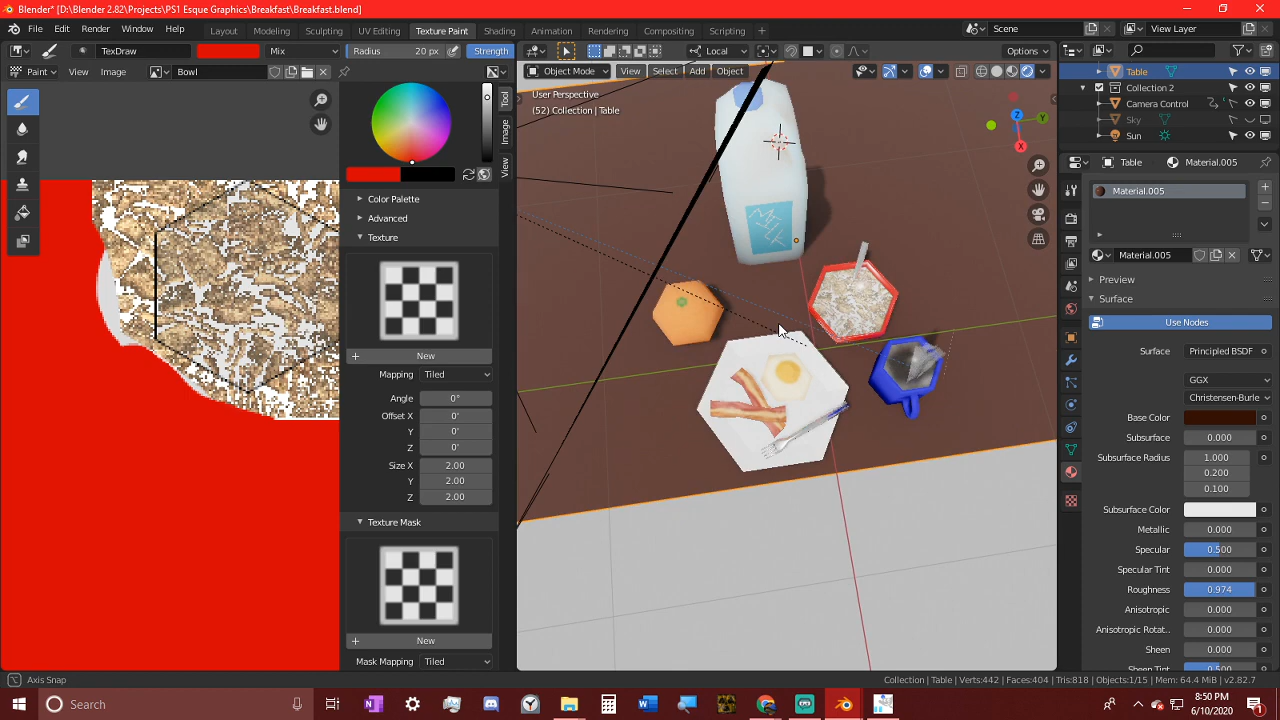 Blender* [D:\Blender 2.82\Projects\PS1 Esque Graphics\Breakfast\Breakfast.blend]
File Edit Render Window Help Layout Modeling Sculpting UV Editing Texture Paint Shading Animation Rendering Compositing Scripting Scene View Layer
TexDraw Mix Radius 20 px Strength Local Options
Paint View Image Bowl Object Mode View Select Add Object
Table
Collection 2
Camera Control
Sky
Sun
User Perspective
(52) Collection | Table
Tool
Image
View
Z
Y
X
MILK
Color Palette
Advanced
Texture
New
Mapping Tiled
Angle 0°
Offset X 0'
Y 0'
Z 0'
Size X 2.00
Y 2.00
Z 2.00
Texture Mask
New
Mask Mapping Tiled
Table Material.005
Material.005
Material.005
Preview
Surface
Use Nodes
Surface Principled BSDF
GGX
Christensen-Burle
Base Color
Subsurface 0.000
Subsurface Radius 1.000
0.200
0.100
Subsurface Color
Metallic 0.000
Specular 0.500
Specular Tint 0.000
Roughness 0.974
Anisotropic 0.000
Anisotropic Rotat.. 0.000
Sheen 0.000
Sheen Tint 0.500
Axis Snap Collection | Table | Verts:442 | Faces:404 | Tris:818 | Objects:1/15 | Mem: 64.4 MiB | v2.82.7
Search
8:50 PM
6/10/2020